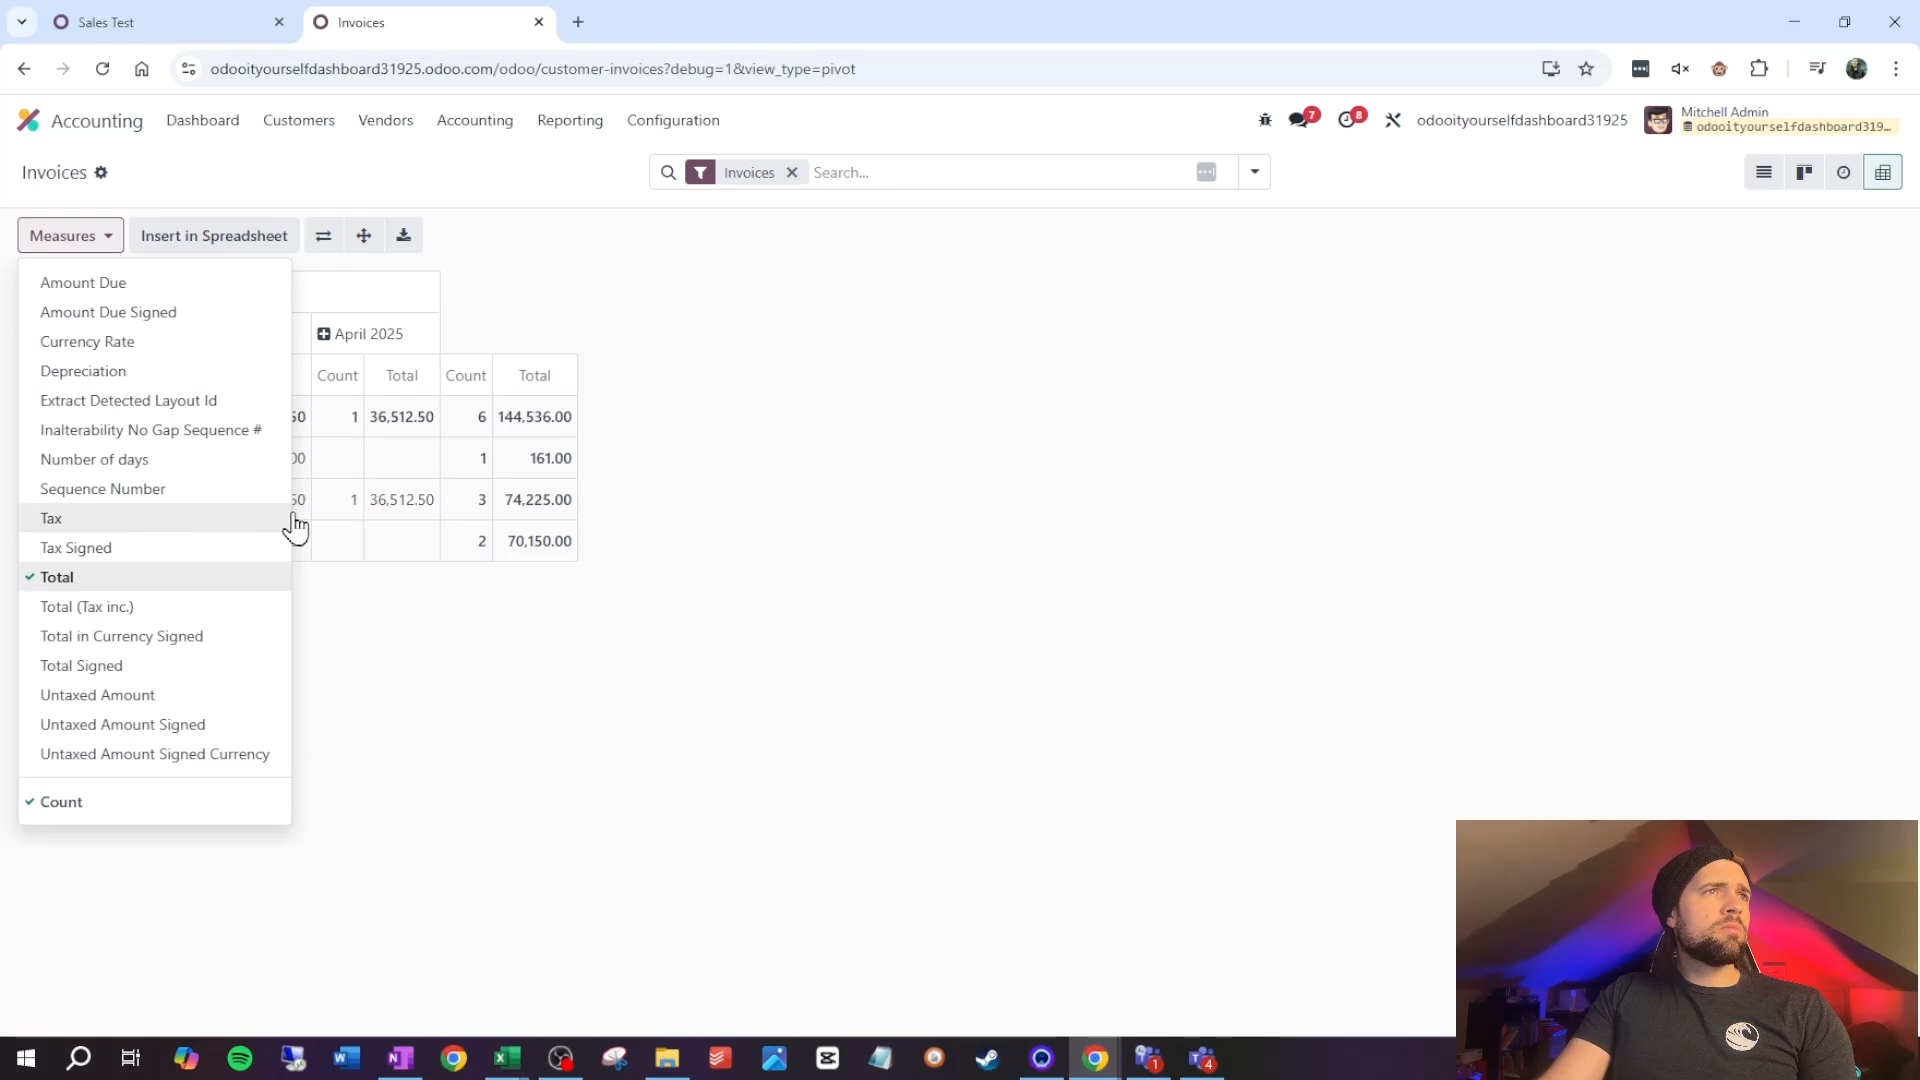 Sales Test
Invoices
odooityourselfdashboard31925.odoo.com/odoo/customer-invoices?debug=1&view_type=pivot
Accounting Dashboard Customers Vendors Accounting Reporting Configuration
7 8 odooityourselfdashboard31925
Mitchell Admin
odooityourselfdashboard319...
Invoices
Invoices Search...
Measures Insert in Spreadsheet
Amount Due
Amount Due Signed
Currency Rate
Depreciation
Extract Detected Layout Id
Inalterability No Gap Sequence #
Number of days
Sequence Number
Tax
Tax Signed
Total
Total (Tax inc.)
Total in Currency Signed
Total Signed
Untaxed Amount
Untaxed Amount Signed
Untaxed Amount Signed Currency
Count
April 2025
Count Total Count Total
1 36,512.50 6 144,536.00
1 161.00
1 36,512.50 3 74,225.00
2 70,150.00
1 4